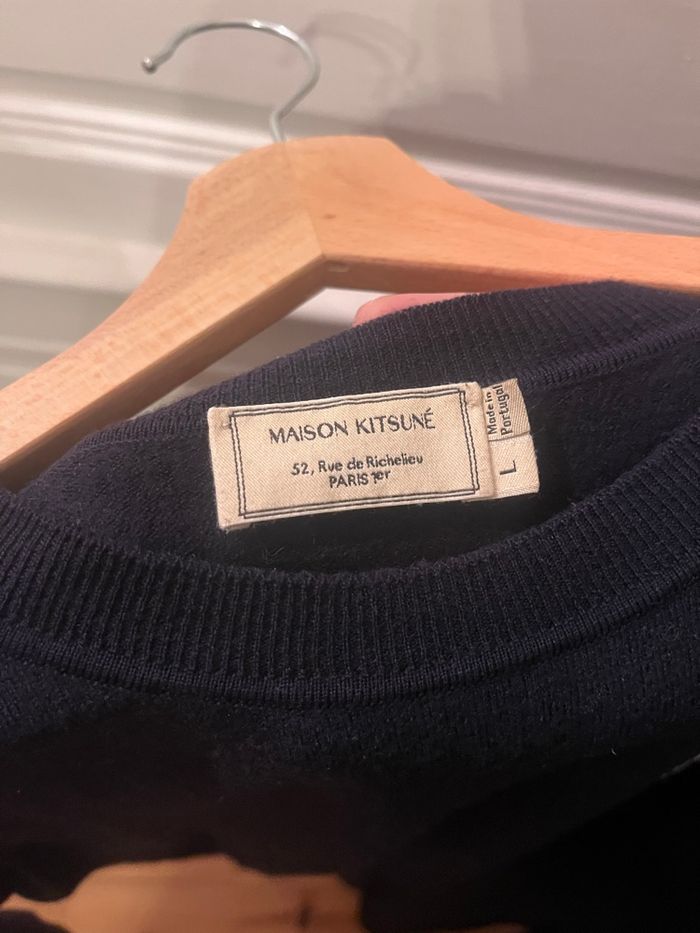 MAISON KITSUNÉ
52, Rue de Richelieu
PARIS 1er
Made in
Portugal
L